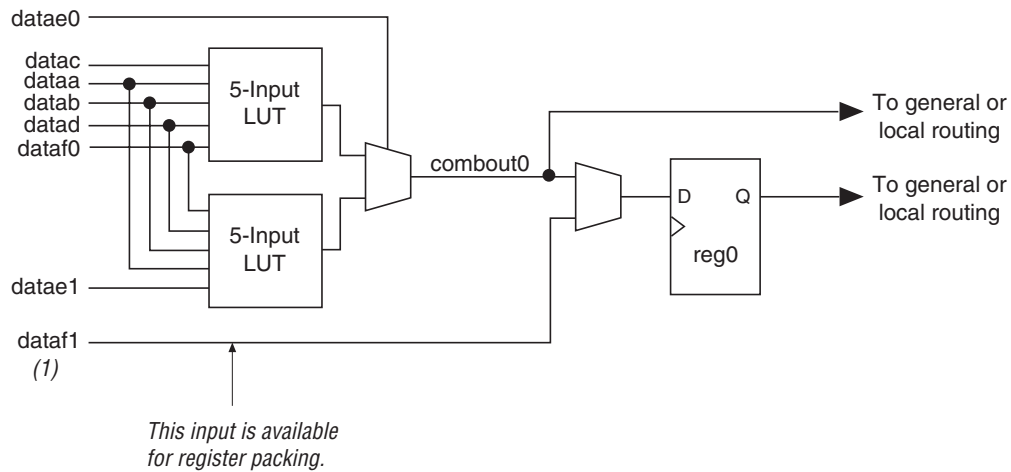 datae0
datac
dataa
datab
datad
dataf0
5-Input
LUT
combout0
To general or
local routing
D Q
reg0
To general or
local routing
5-Input
LUT
datae1
dataf1
(1)
This input is available
for register packing.